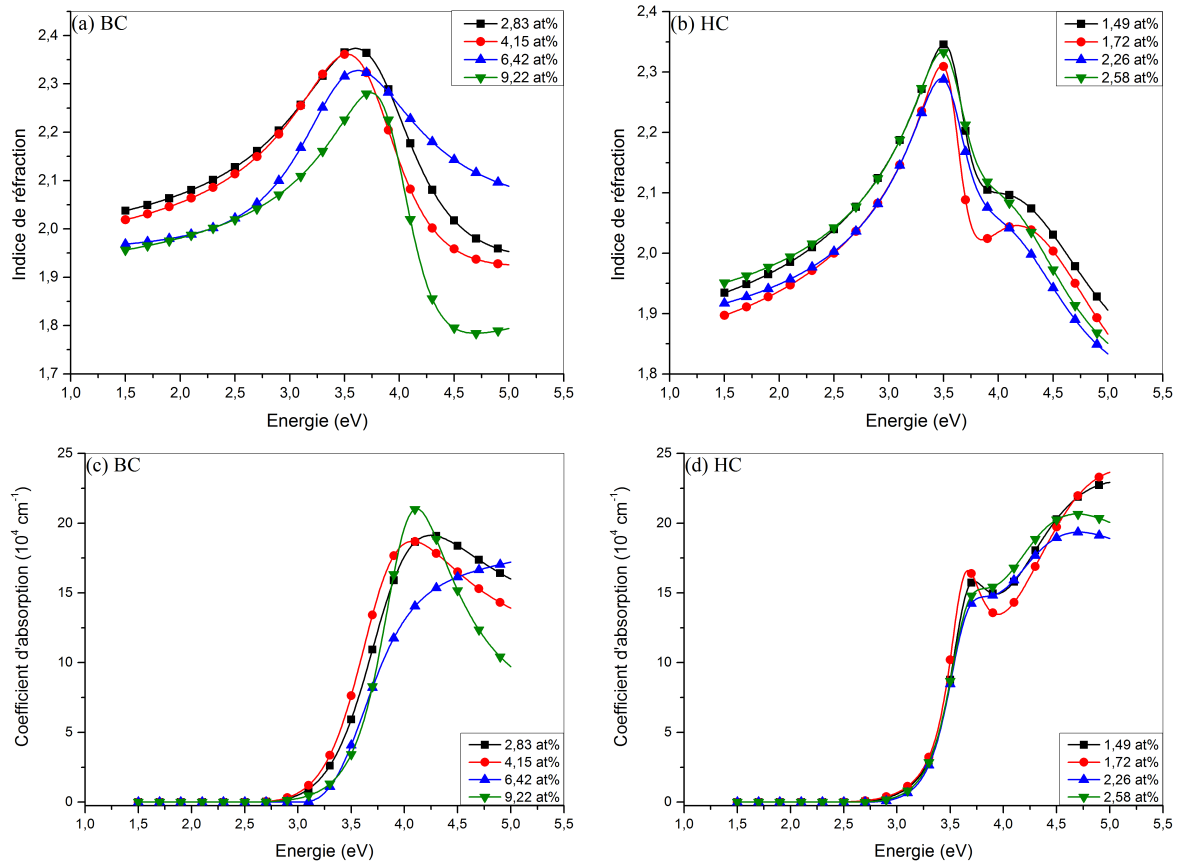 (a) BC
2,83 at%
4,15 at%
6,42 at%
9,22 at%
2,4
2,3
2,2
2,1
2,0
1,9
1,8
1,7
Indice de réfraction
1,0 1,5 2,0 2,5 3,0 3,5 4,0 4,5 5,0 5,5
Energie (eV)
(b) HC
1,49 at%
1,72 at%
2,26 at%
2,58 at%
2,4
2,3
2,2
2,1
2,0
1,9
1,8
Indice de réfraction
1,0 1,5 2,0 2,5 3,0 3,5 4,0 4,5 5,0 5,5
Energie (eV)
(c) BC
25
20
15
10
5
0
Coefficient d'absorption (10⁴ cm⁻¹)
2,83 at%
4,15 at%
6,42 at%
9,22 at%
1,0 1,5 2,0 2,5 3,0 3,5 4,0 4,5 5,0 5,5
Energie (eV)
(d) HC
25
20
15
10
5
0
Coefficient d'absorption (10⁴ cm⁻¹)
1,49 at%
1,72 at%
2,26 at%
2,58 at%
1,0 1,5 2,0 2,5 3,0 3,5 4,0 4,5 5,0 5,5
Energie (eV)